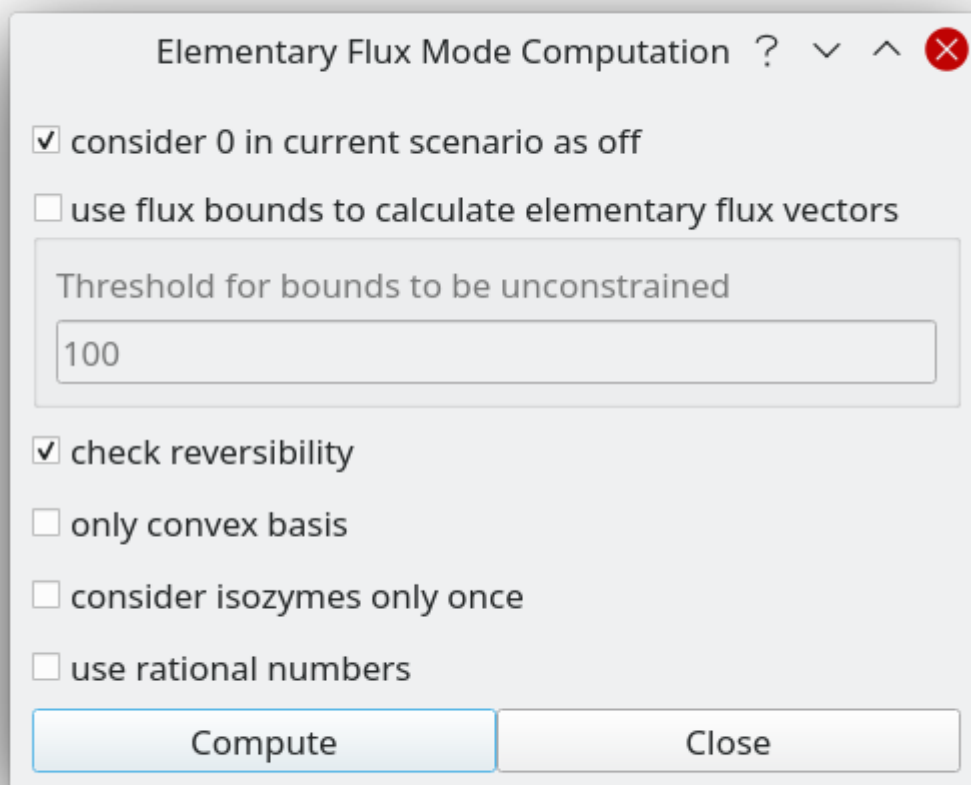 Elementary Flux Mode Computation ?
consider 0 in current scenario as off
use flux bounds to calculate elementary flux vectors
Threshold for bounds to be unconstrained
100
check reversibility
only convex basis
consider isozymes only once
use rational numbers
Compute Close